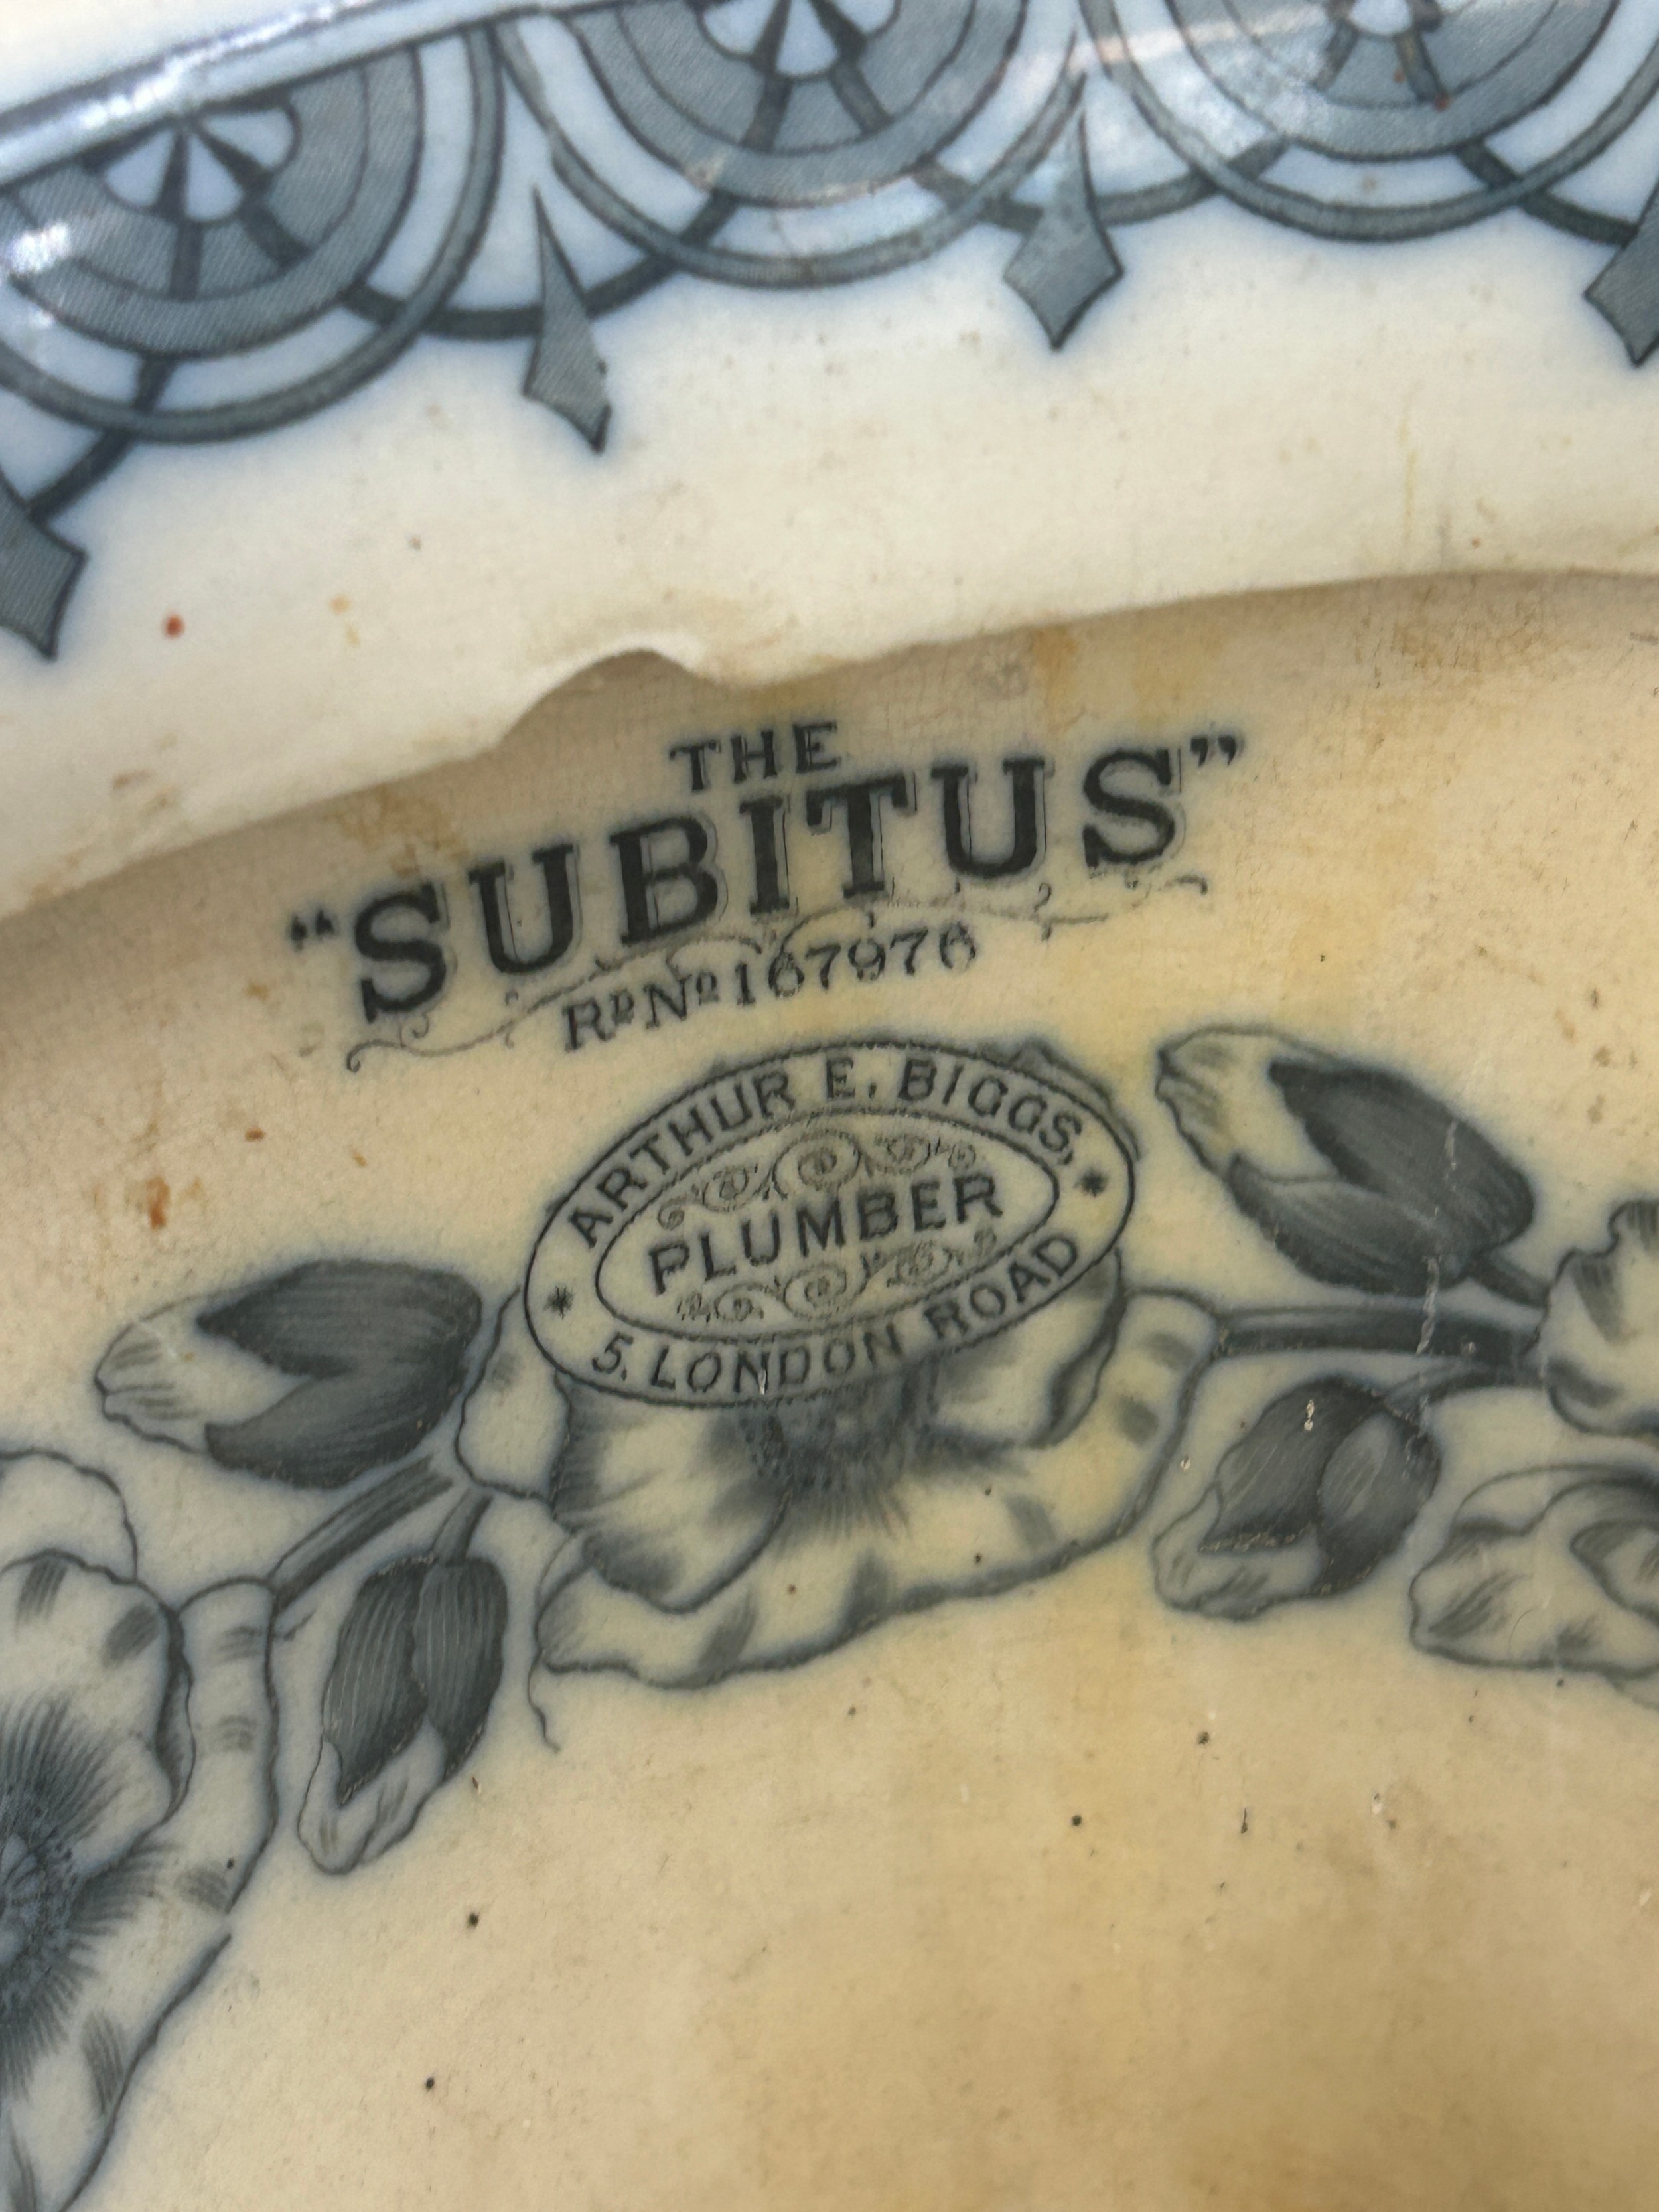 THE
“SUBITUS”
RD No 167976
ARTHUR E. BIGGS,
PLUMBER
5. LONDON ROAD